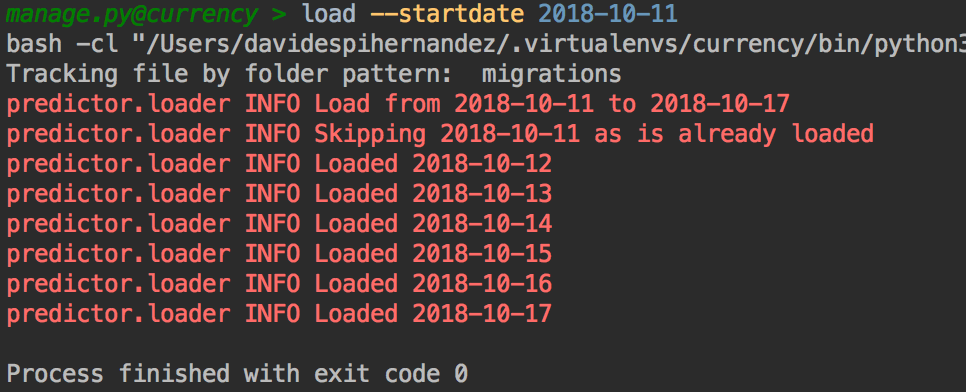 manage.py@currency > load --startdate 2018-10-11
bash -cl "/Users/davidespihernandez/.virtualenvs/currency/bin/python3
Tracking file by folder pattern:  migrations
predictor.loader INFO Load from 2018-10-11 to 2018-10-17
predictor.loader INFO Skipping 2018-10-11 as is already loaded
predictor.loader INFO Loaded 2018-10-12
predictor.loader INFO Loaded 2018-10-13
predictor.loader INFO Loaded 2018-10-14
predictor.loader INFO Loaded 2018-10-15
predictor.loader INFO Loaded 2018-10-16
predictor.loader INFO Loaded 2018-10-17
Process finished with exit code 0